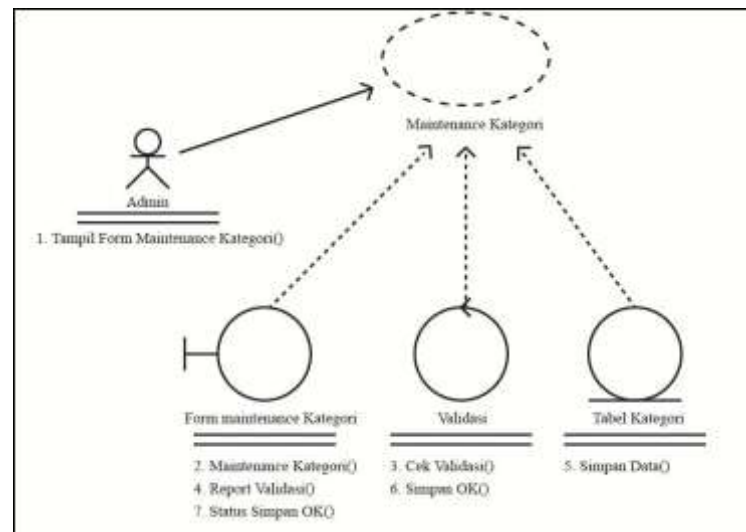 Maintenance Kategori
Admin
1. Tampil Form Maintenance Kategori()
Form maintenance Kategori
2. Maintenance Kategori()
4. Report Validasi()
7. Status Simpan OK()
Validasi
3. Cek Validasi()
6. Simpan OK()
Tabel Kategori
5. Simpan Data()